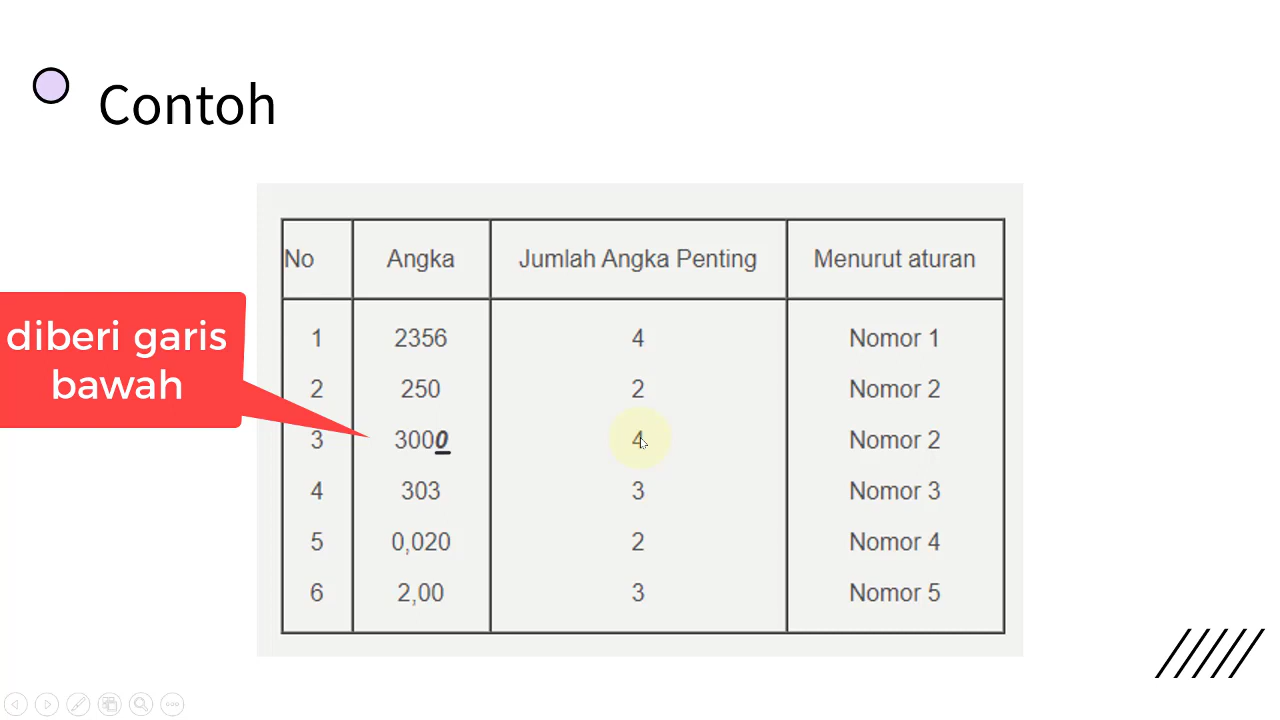 Contoh
diberi garis
bawah
No Angka Jumlah Angka Penting Menurut aturan
1 2356 4 Nomor 1
2 250 2 Nomor 2
3 3000 4 Nomor 2
4 303 3 Nomor 3
5 0,020 2 Nomor 4
6 2,00 3 Nomor 5